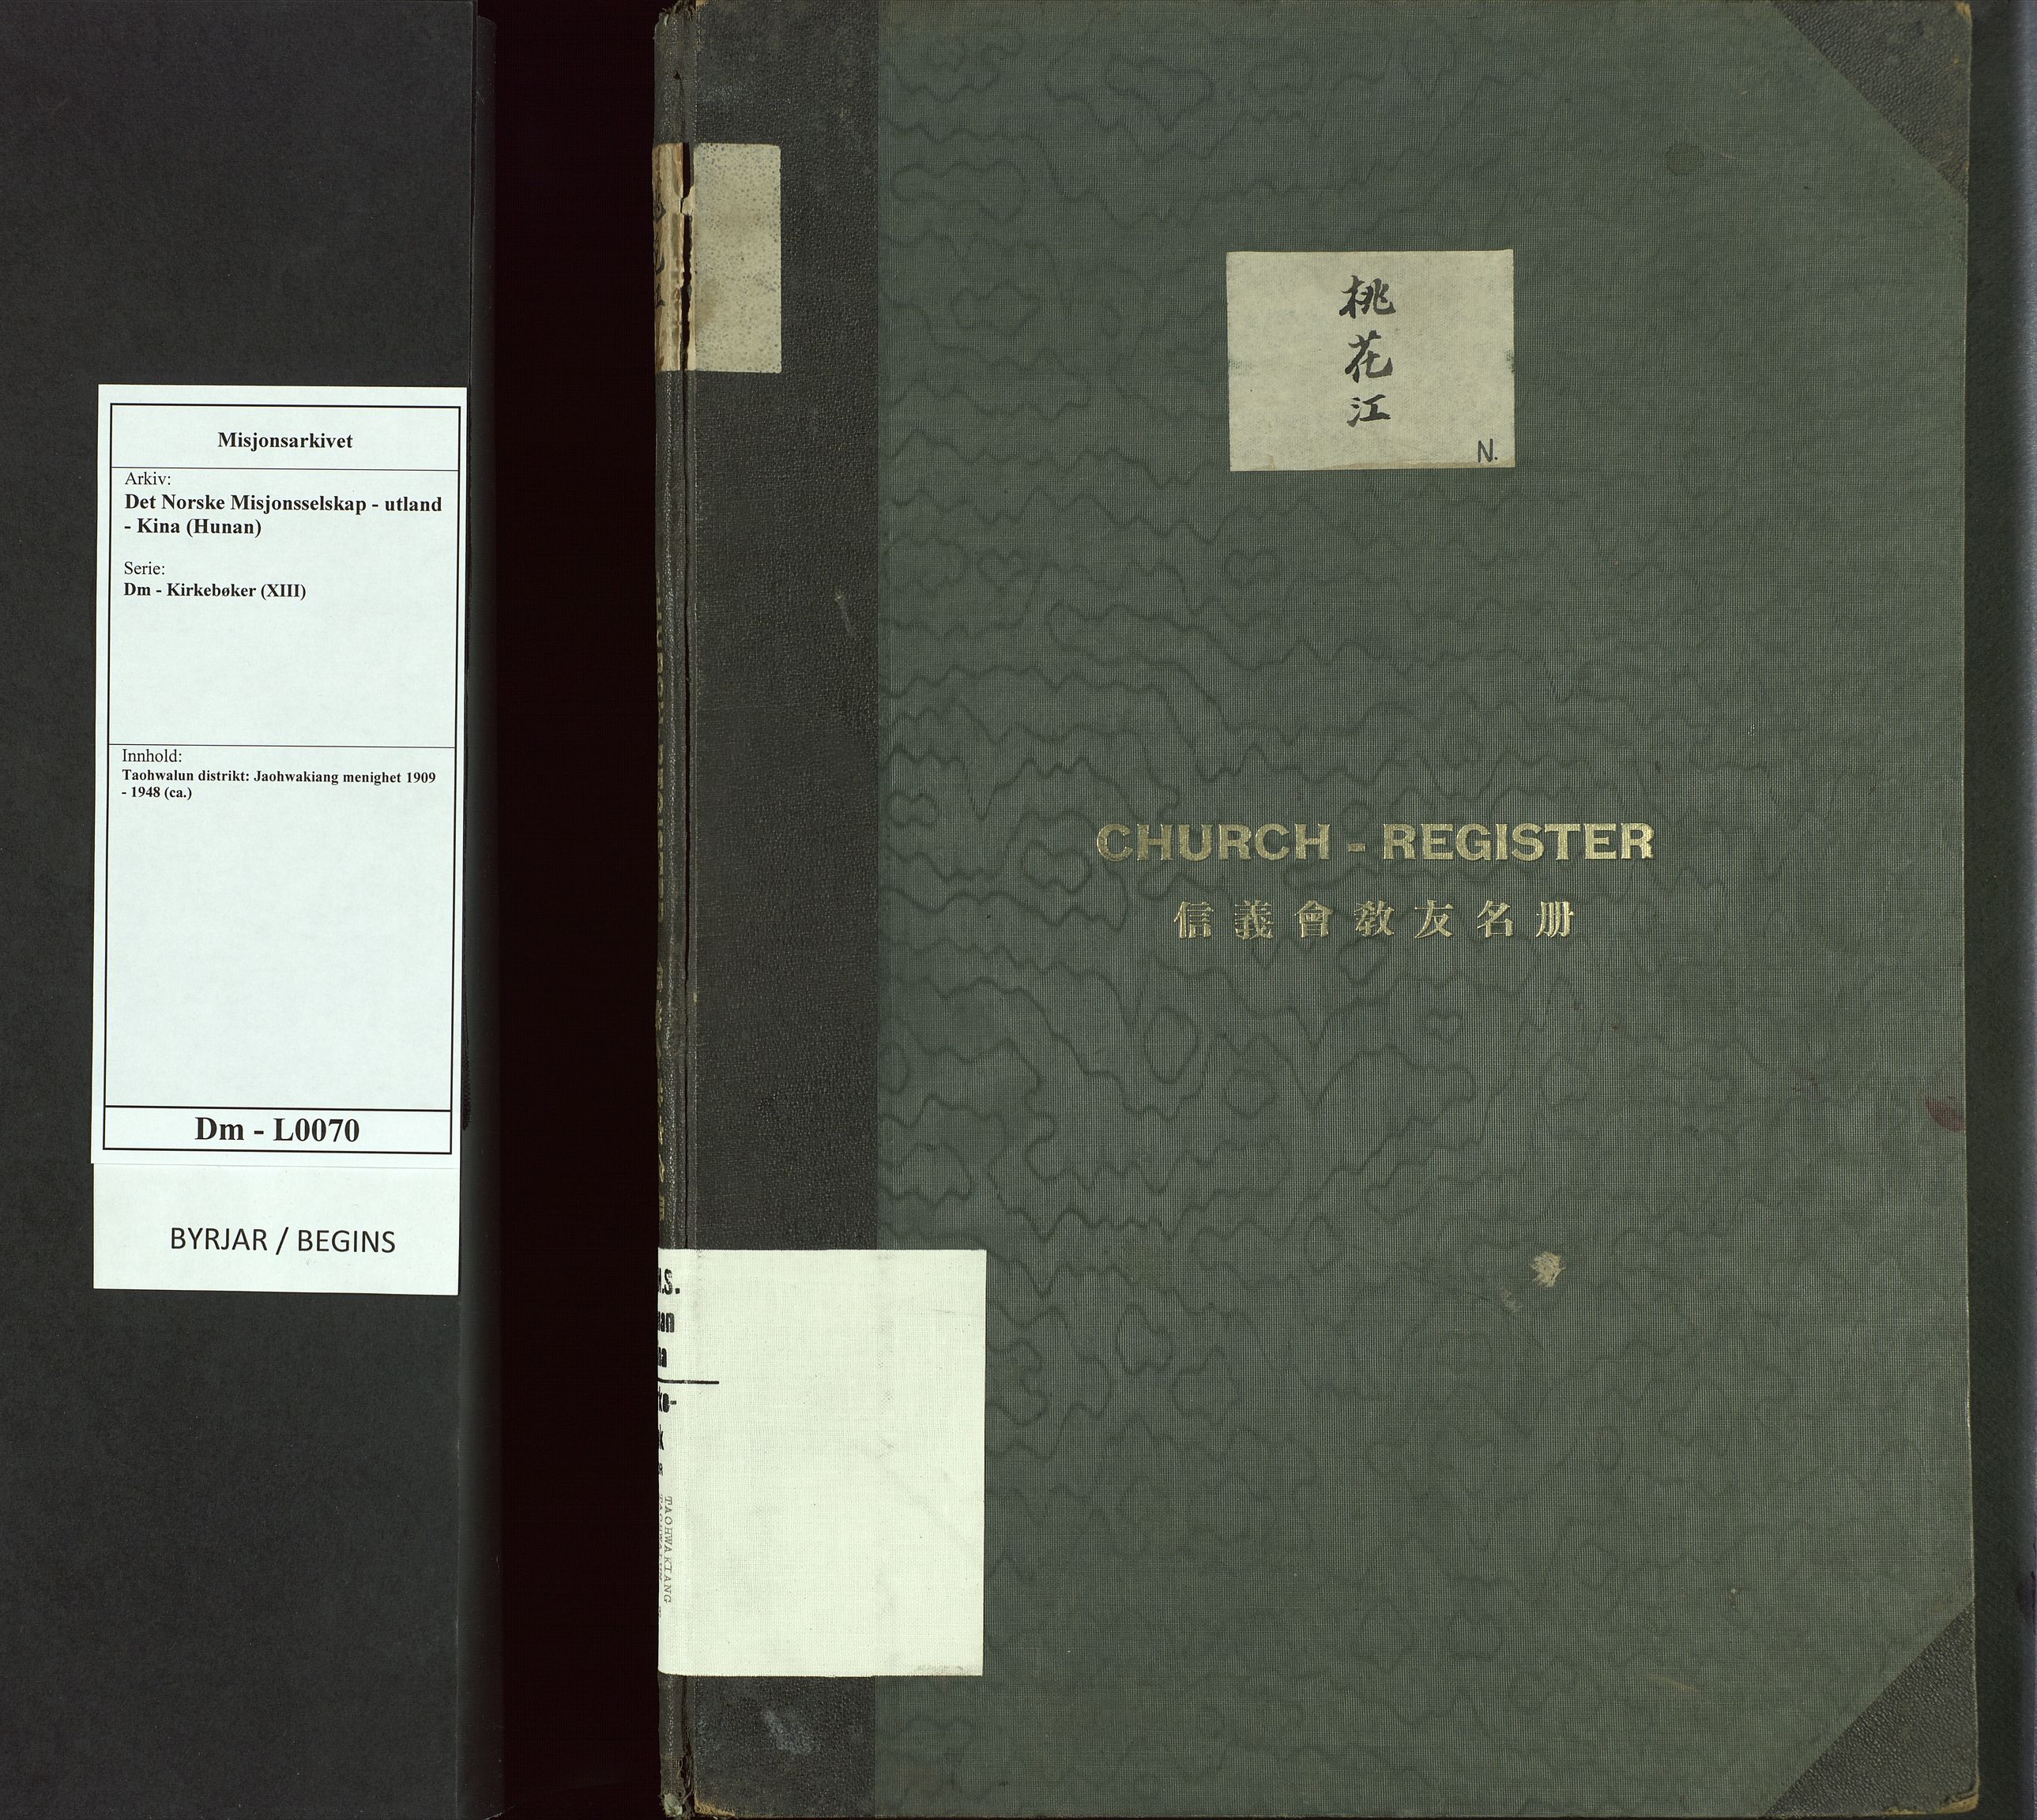 Misjonsarkivet
Arkiv:
Det Norske Misjonsselskap - utland
- Kina (Hunan)
Serie:
Dm - Kirkebøker (XIII)
Innhold:
Taohwalun distrikt: Jaohwakiang menighet 1909
- 1948 (ca.)
Dm - L0070
BYRJAR / BEGINS
桃
花
江
N.
CHURCH - REGISTER
信義會教友名册
TAOHWAKIANG